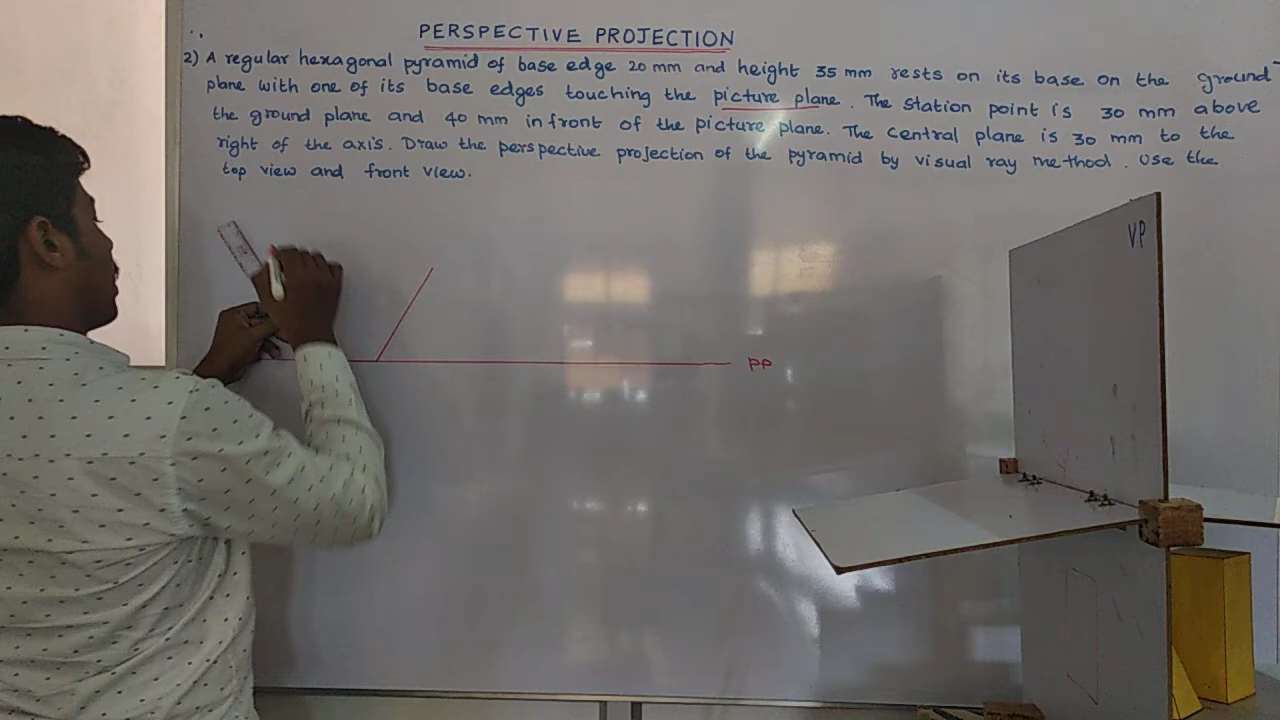 PERSPECTIVE PROJECTION
2) A regular hexagonal pyramid of base edge 20 mm and height 35 mm rests on its base on the ground
plane with one of its base edges touching the picture plane. The station point is 30 mm above
the ground plane and 40 mm infront of the picture plane. The central plane is 30 mm to the
right of the axis. Draw the perspective projection of the pyramid by visual ray method. Use the
top view and front view.
VP
PP